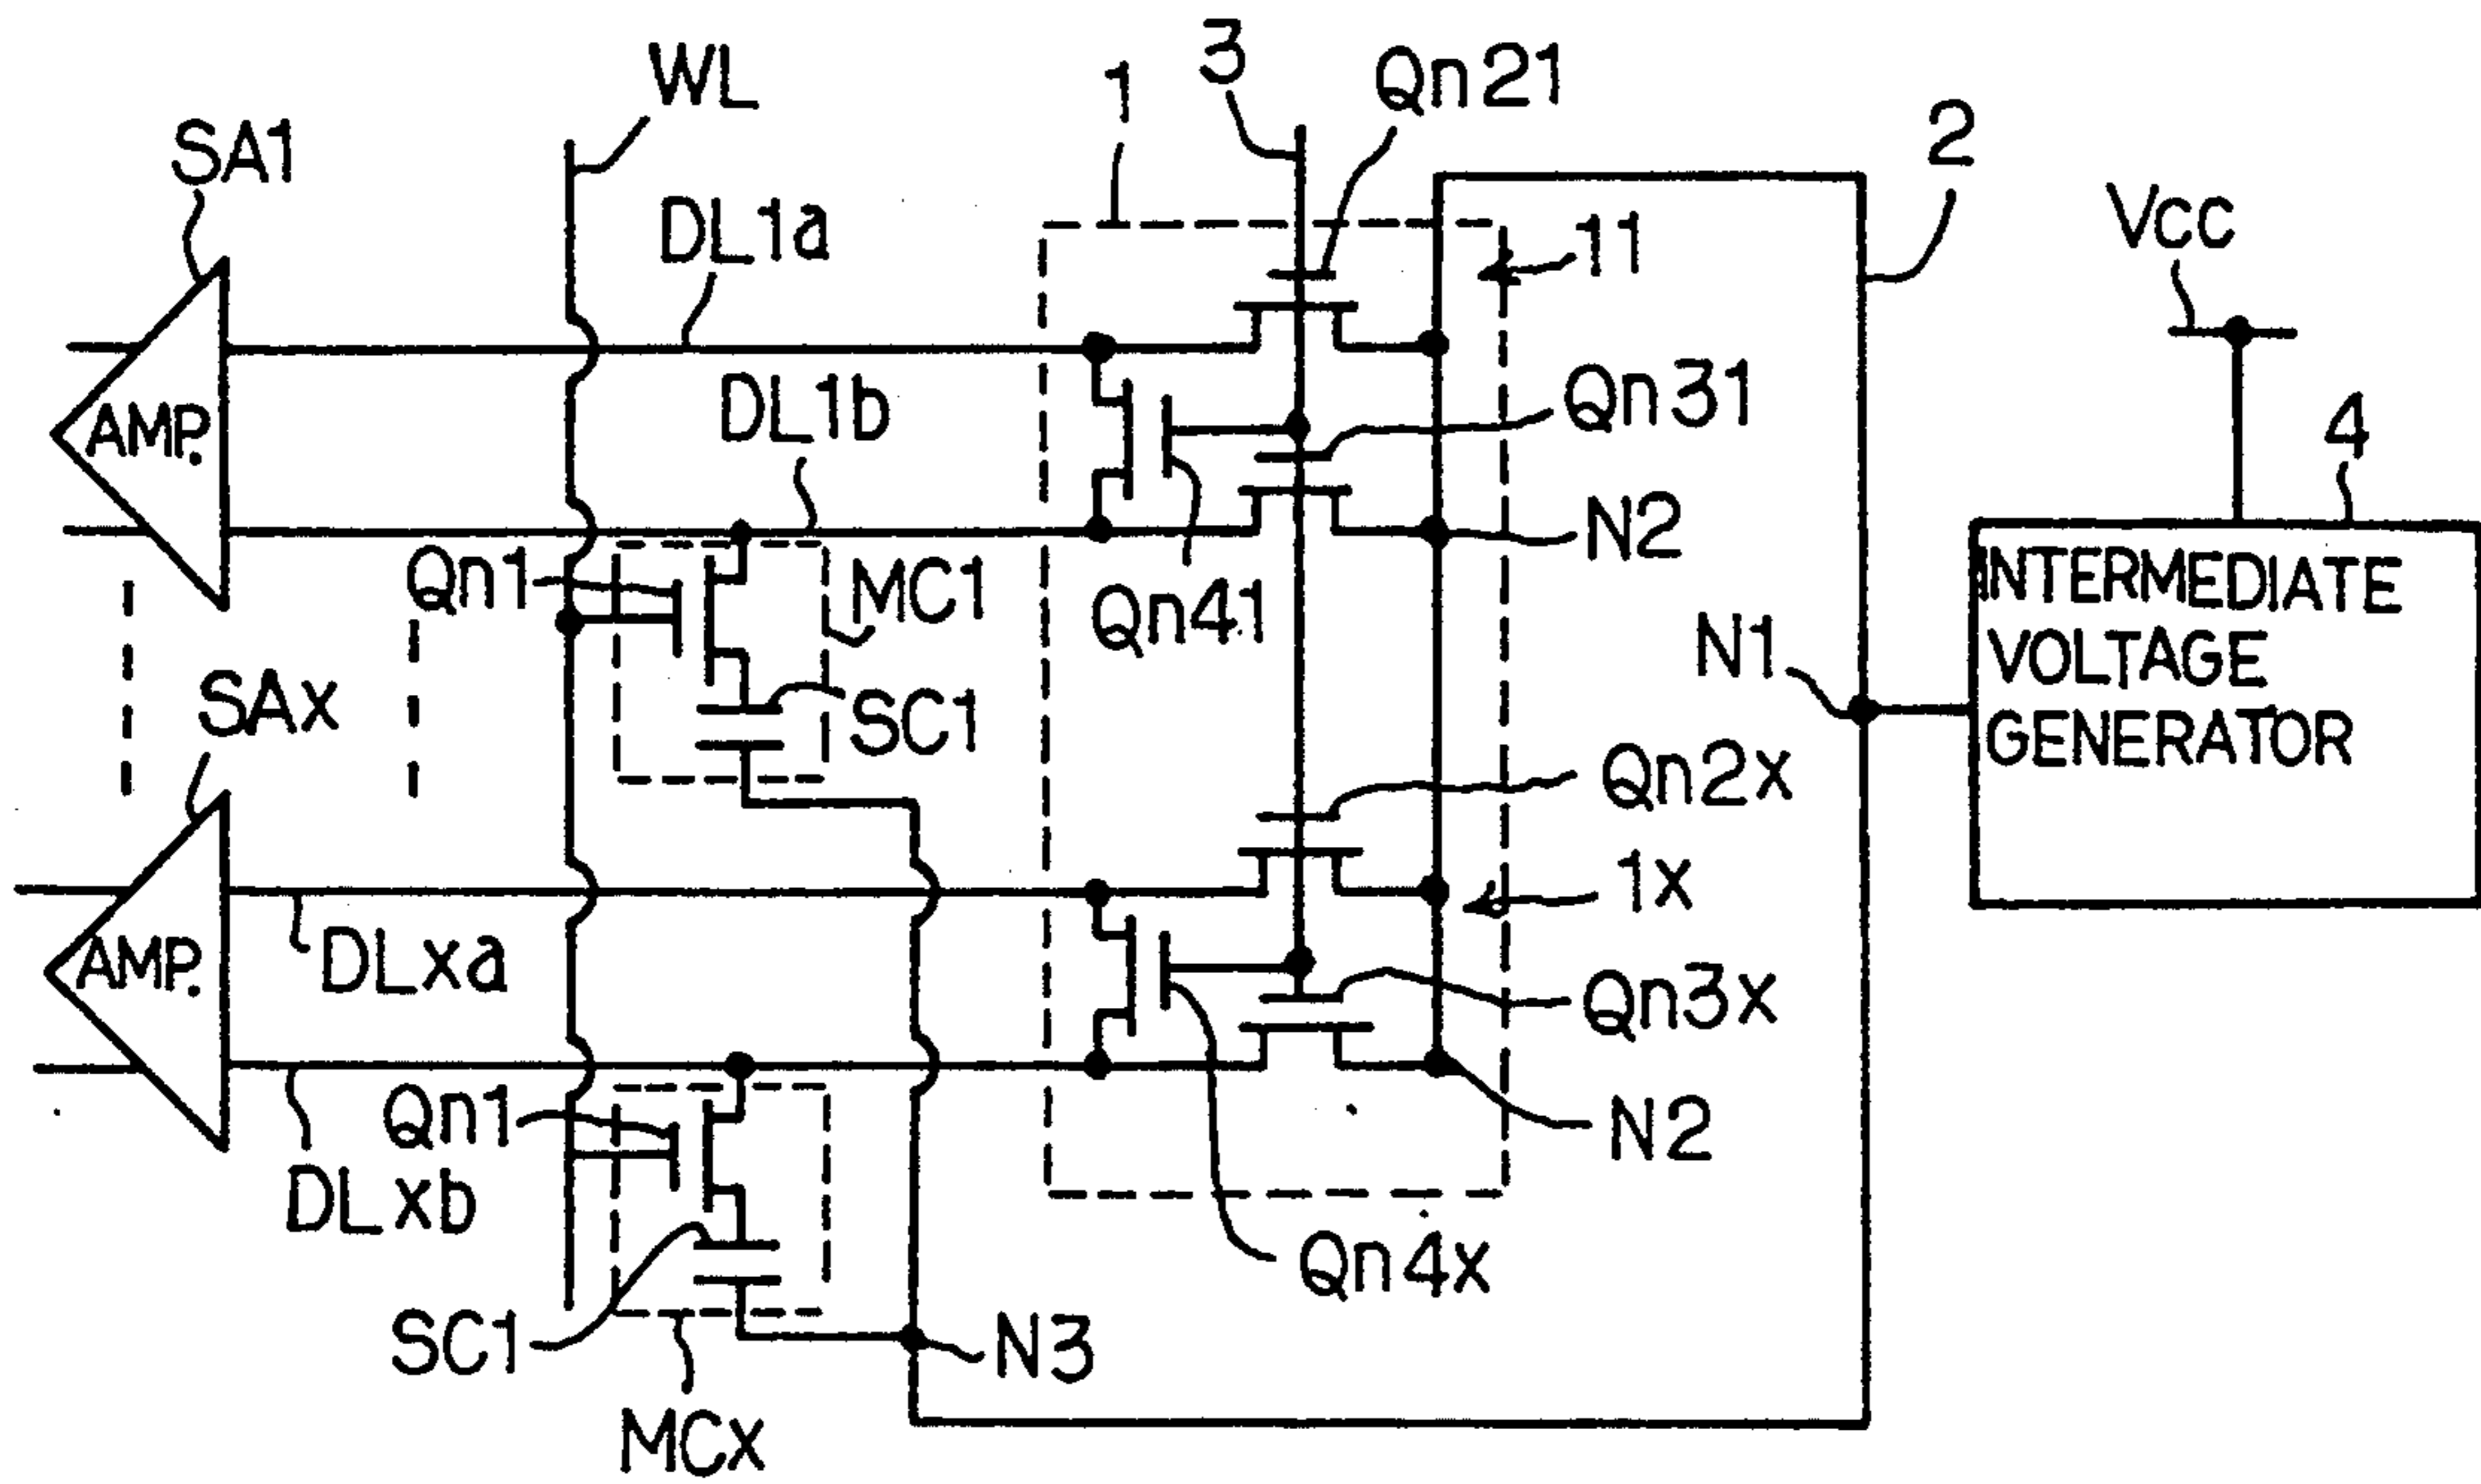 3
WL
1
Qn21
2
SA1
DL1a
11
VCC
DL1b
Qn31
4
AMP.
N2
Qn1
MC1
Qn41
INTERMEDIATE
VOLTAGE
GENERATOR
N1
SAx
SC1
Qn2x
1x
AMP.
DLxa
Qn3x
Qn1
N2
DLxb
Qn4x
SC1
N3
MCx